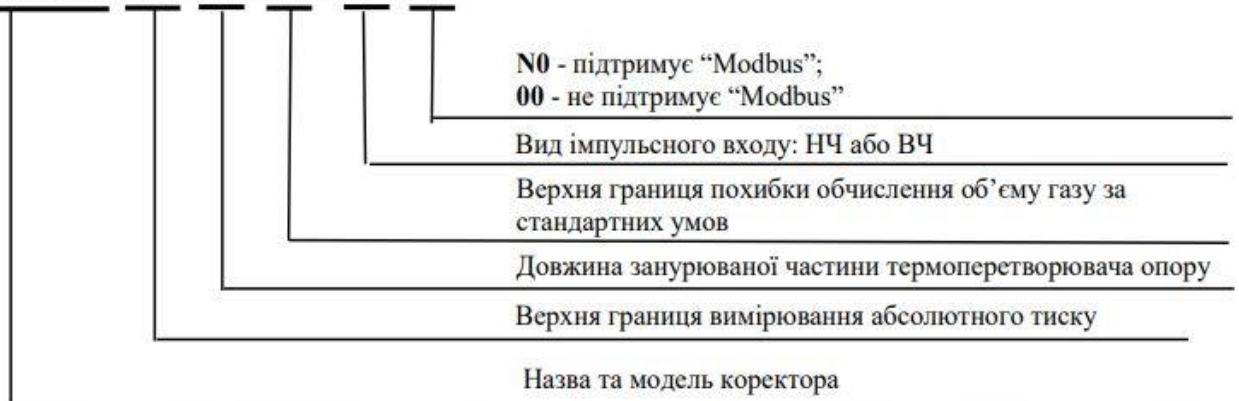 N0 - підтримує “Modbus”;
00 - не підтримує “Modbus”
Вид імпульсного входу: НЧ або ВЧ
Верхня границя похибки обчислення об’єму газу за
стандартних умов
Довжина занурюваної частини термоперетворювача опору
Верхня границя вимірювання абсолютного тиску
Назва та модель коректора